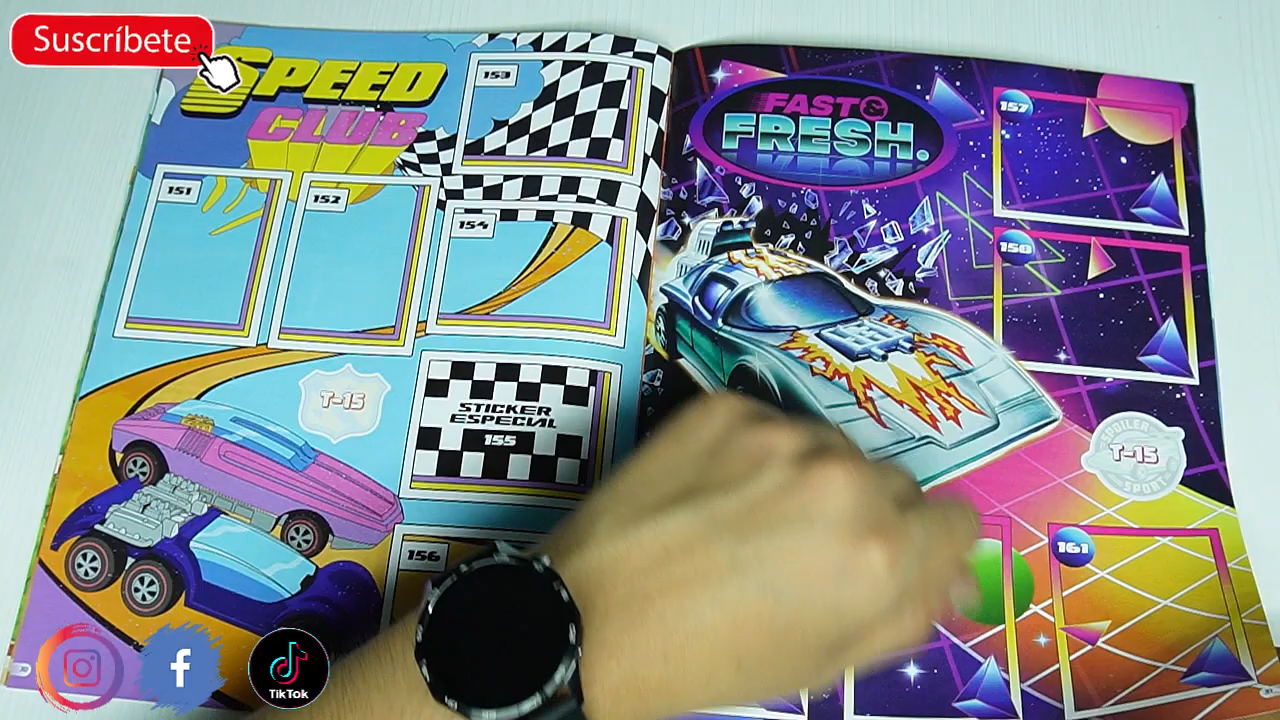 Suscríbete
SPEED
CLUB
153
151
152
154
T-15
STICKER
ESPECIAL
155
156
FAST &
FRESH.
157
158
SPOILER
T-15
SPORT
161
f
TikTok